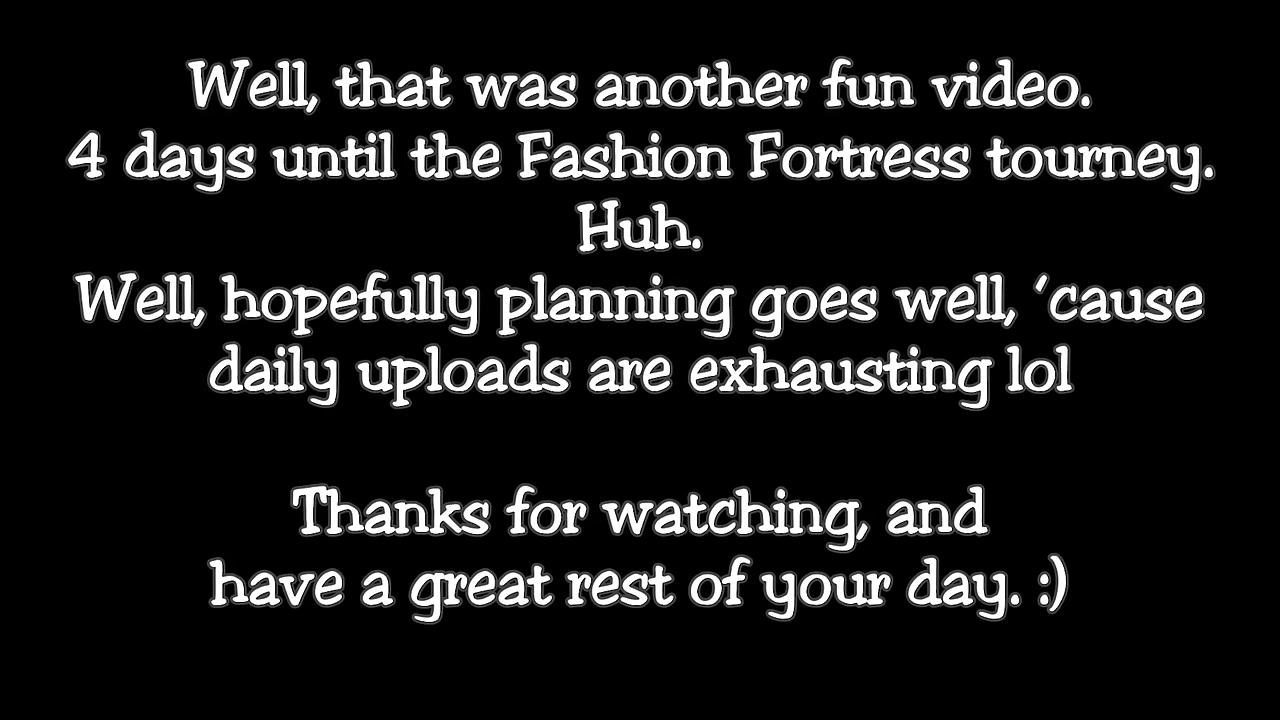 Well, that was another fun video.
4 days until the Fashion Fortress tourney.
Huh.
Well, hopefully planning goes well, 'cause
daily uploads are exhausting lol
Thanks for watching, and
have a great rest of your day. :)